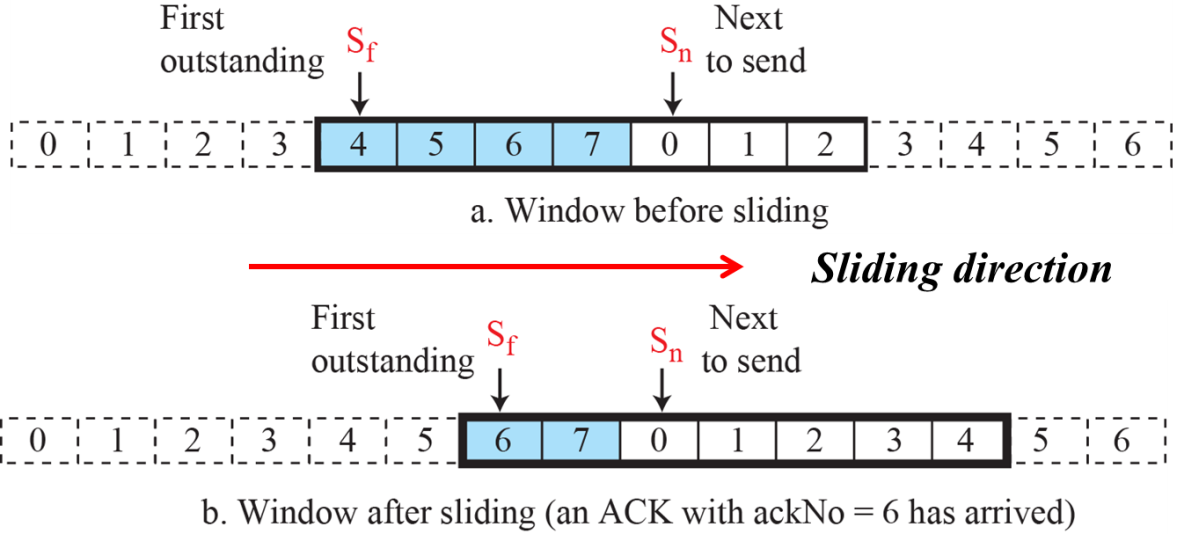 First Next
outstanding Sf Sn to send
0 1 2 3 4 5 6 7 0 1 2 3 4 5 6
a. Window before sliding
Sliding direction
First Next
outstanding Sf Sn to send
0 1 2 3 4 5 6 7 0 1 2 3 4 5 6
b. Window after sliding (an ACK with ackNo = 6 has arrived)